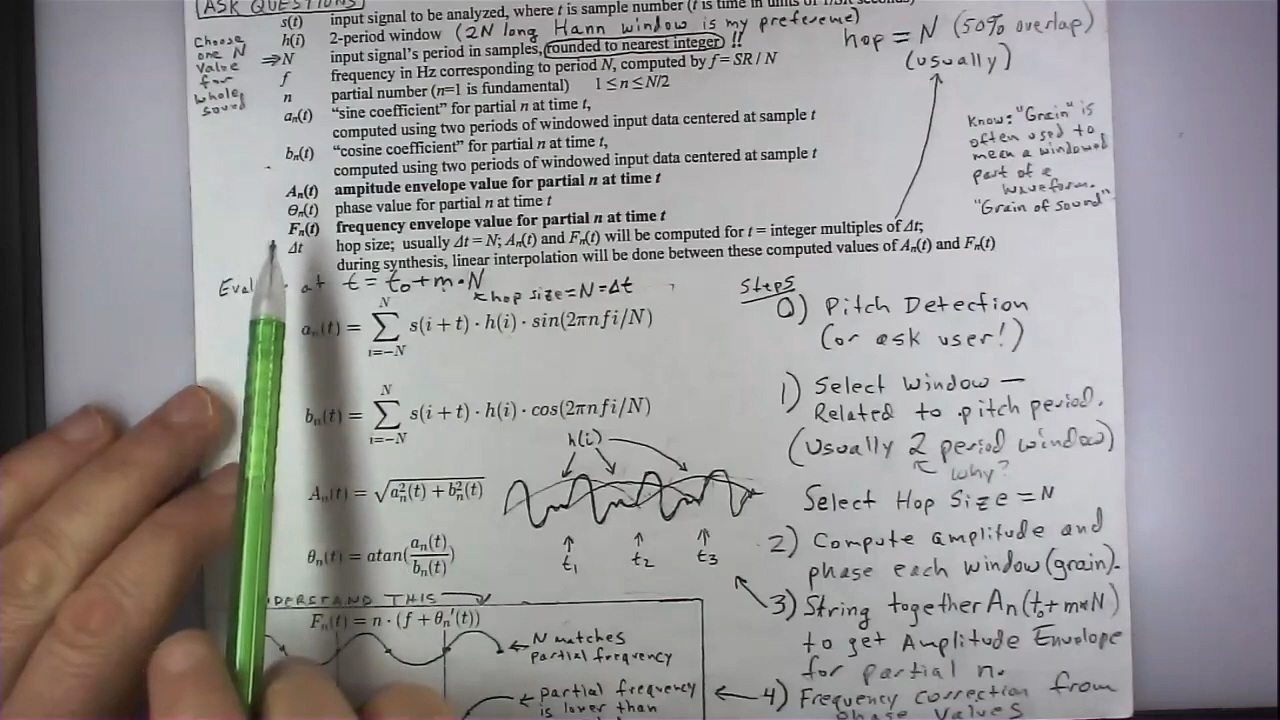 ASK QUESTIONS
s(t) input signal to be analyzed, where t is sample number (t is time in units of 1/SR seconds)
h(i) 2-period window (2N long Hann window is my preference)
⇒N input signal's period in samples, rounded to nearest integer) !!
f frequency in Hz corresponding to period N, computed by f = SR / N
n partial number (n=1 is fundamental) 1 ≤ n ≤ N/2
aₙ(t) "sine coefficient" for partial n at time t,
computed using two periods of windowed input data centered at sample t
bₙ(t) "cosine coefficient" for partial n at time t,
computed using two periods of windowed input data centered at sample t
Aₙ(t) ampitude envelope value for partial n at time t
θₙ(t) phase value for partial n at time t
Fₙ(t) frequency envelope value for partial n at time t
Δt hop size; usually Δt = N; Aₙ(t) and Fₙ(t) will be computed for t = integer multiples of Δt;
during synthesis, linear interpolation will be done between these computed values of Aₙ(t) and Fₙ(t)
Choose
one N
value
for
whole
sound
hop = N (50% overlap)
(usually)
Know: "Grain" is
often used to
mean a windowed
part of a
waveform.
"Grain of sound"
at t = t₀ + m·N
↖hop size = N = Δt
aₙ(t) = ∑ᵢ₌₋ₙᴺ s(i + t) · h(i) · sin(2πnfi/N)
bₙ(t) = ∑ᵢ₌₋ₙᴺ s(i + t) · h(i) · cos(2πnfi/N)
h(i)
Aₙ(t) = √(aₙ²(t) + bₙ²(t))
t₁ t₂ t₃
θₙ(t) = atan(aₙ(t)/bₙ(t))
THIS
Fₙ(t) = n · (f + θₙ′(t))
← N matches
partial frequency
← partial frequency
is lower than
Steps
0) Pitch Detection
(or ask user!)
1) Select Window —
Related to pitch period.
(Usually 2 period window)
↖ Why?
Select Hop Size = N
2) Compute amplitude and
phase each window (grain).
3) String together Aₙ(t₀ + m*N)
to get Amplitude Envelope
for partial n.
4) Frequency correction from
phase values